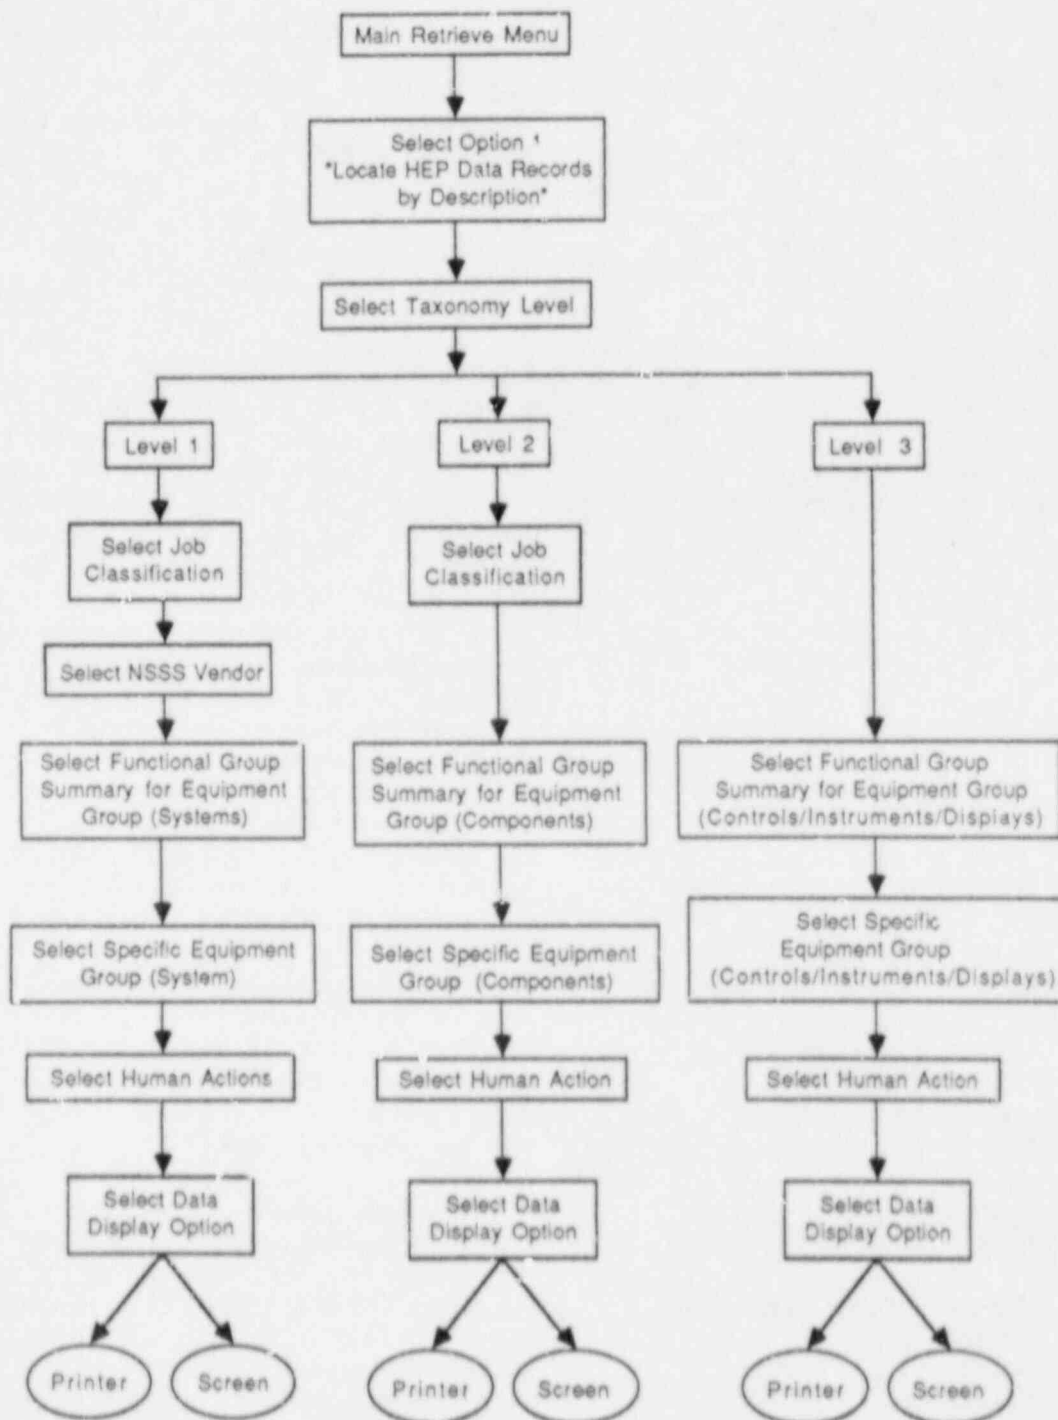 Main Retrieve Menu
Select Option 1
"Locate HEP Data Records
by Description"
Select Taxonomy Level
Level 1
Level 2
Level 3
Select Job
Classification
Select Job
Classification
Select NSSS Vendor
Select Functional Group
Summary for Equipment
Group (Systems)
Select Functional Group
Summary for Equipment
Group (Components)
Select Functional Group
Summary for Equipment Group
(Controls/Instruments/Displays)
Select Specific Equipment
Group (System)
Select Specific Equipment
Group (Components)
Select Specific
Equipment Group
(Controls/Instruments/Displays)
Select Human Actions
Select Human Action
Select Human Action
Select Data
Display Option
Select Data
Display Option
Select Data
Display Option
Printer
Screen
Printer
Screen
Printer
Screen